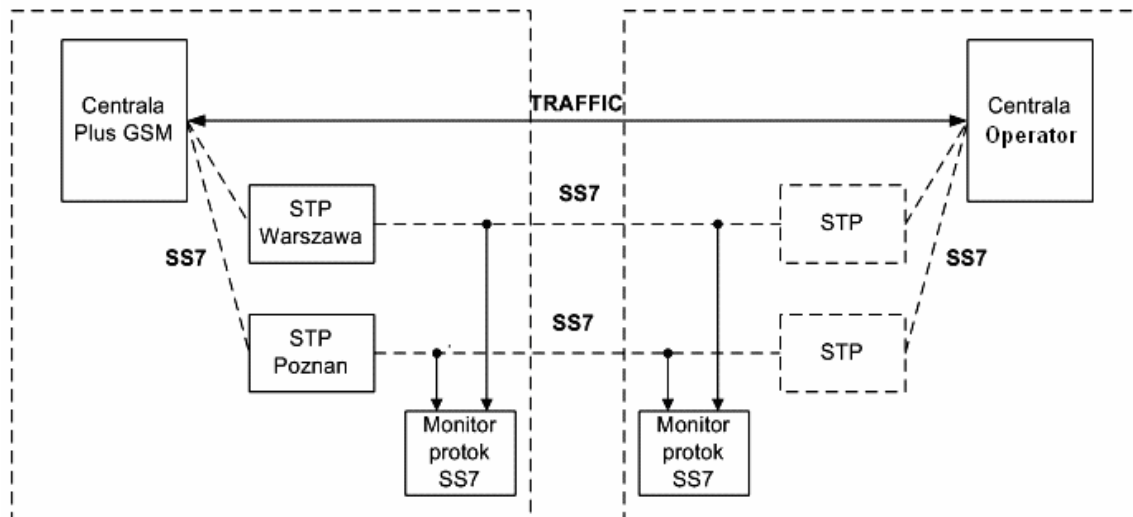 Centrala
Plus GSM
TRAFFIC
Centrala
Operator
STP
Warszawa
SS7
STP
SS7
SS7
STP
Poznan
SS7
STP
Monitor
protok
SS7
Monitor
protok
SS7